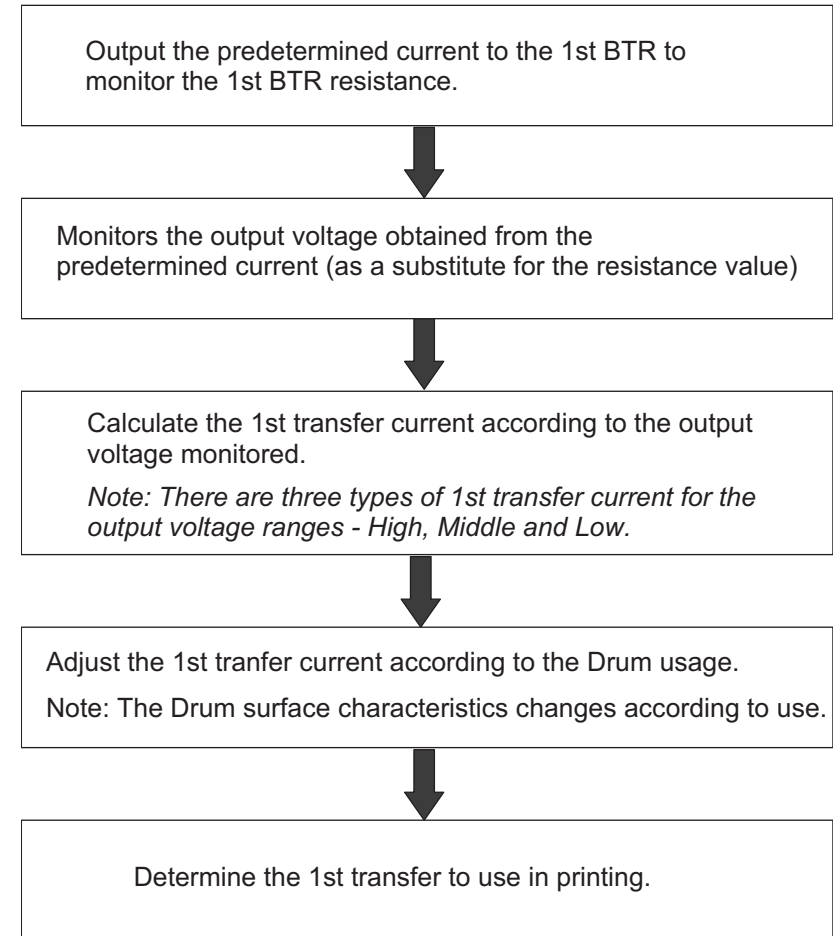 Output the predetermined current to the 1st BTR to
monitor the 1st BTR resistance.
Monitors the output voltage obtained from the
predetermined current (as a substitute for the resistance value)
Calculate the 1st transfer current according to the output
voltage monitored.
Note: There are three types of 1st transfer current for the
output voltage ranges - High, Middle and Low.
Adjust the 1st tranfer current according to the Drum usage.
Note: The Drum surface characteristics changes according to use.
Determine the 1st transfer to use in printing.